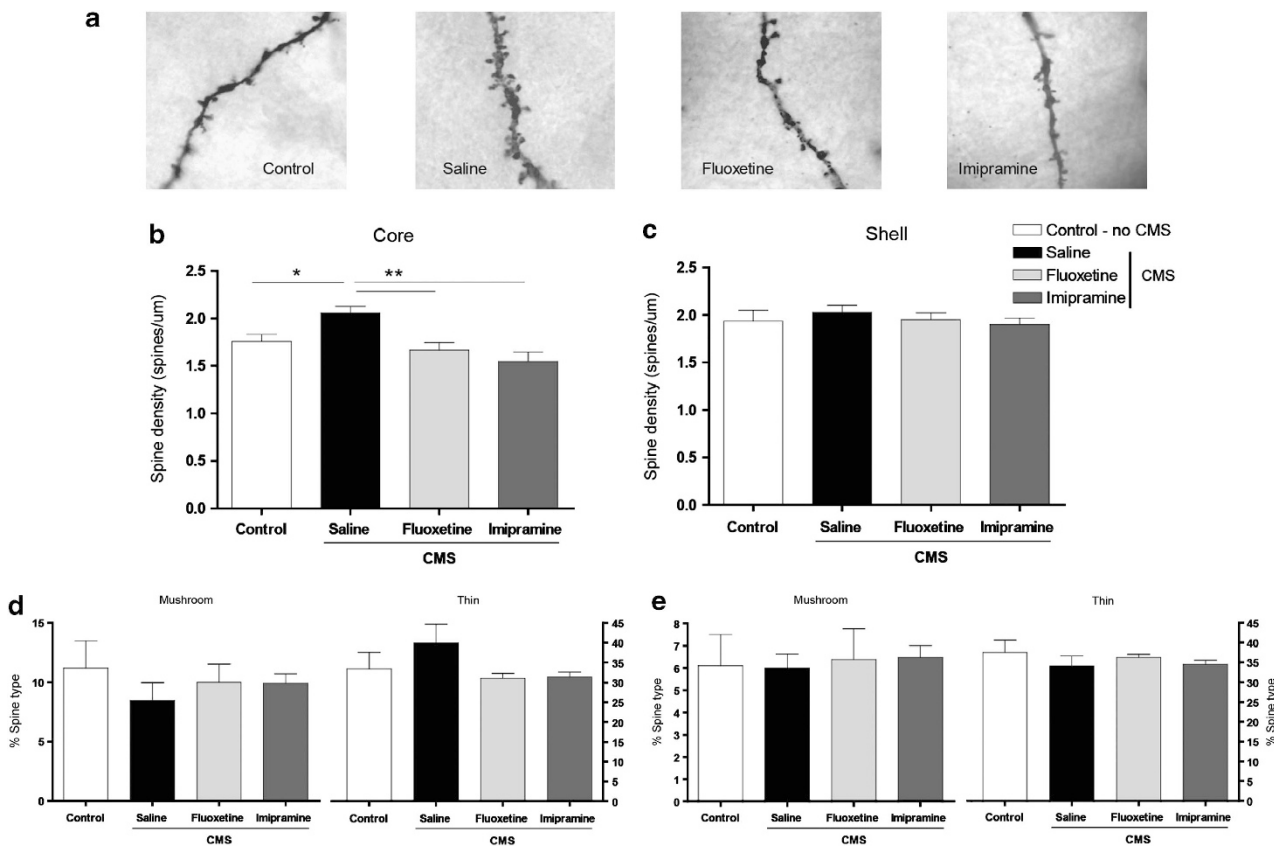 a
Control
Saline
Fluoxetine
Imipramine
b
Core
Spine density (spines/um)
2.5
2.0
1.5
1.0
0.5
0.0
*
**
Control
Saline
Fluoxetine
Imipramine
CMS
c
Shell
Control - no CMS
Saline
Fluoxetine
Imipramine
CMS
Spine density (spines/um)
2.5
2.0
1.5
1.0
0.5
0.0
Control
Saline
Fluoxetine
Imipramine
CMS
d
Mushroom
% Spine type
15
10
5
0
Control
Saline
Fluoxetine
Imipramine
CMS
Thin
45
40
35
30
25
20
15
10
5
0
Control
Saline
Fluoxetine
Imipramine
CMS
e
Mushroom
% Spine type
8
7
6
5
4
3
2
1
0
Control
Saline
Fluoxetine
Imipramine
CMS
Thin
45
40
35
30
25
20
15
10
5
0
% Spine type
Control
Saline
Fluoxetine
Imipramine
CMS